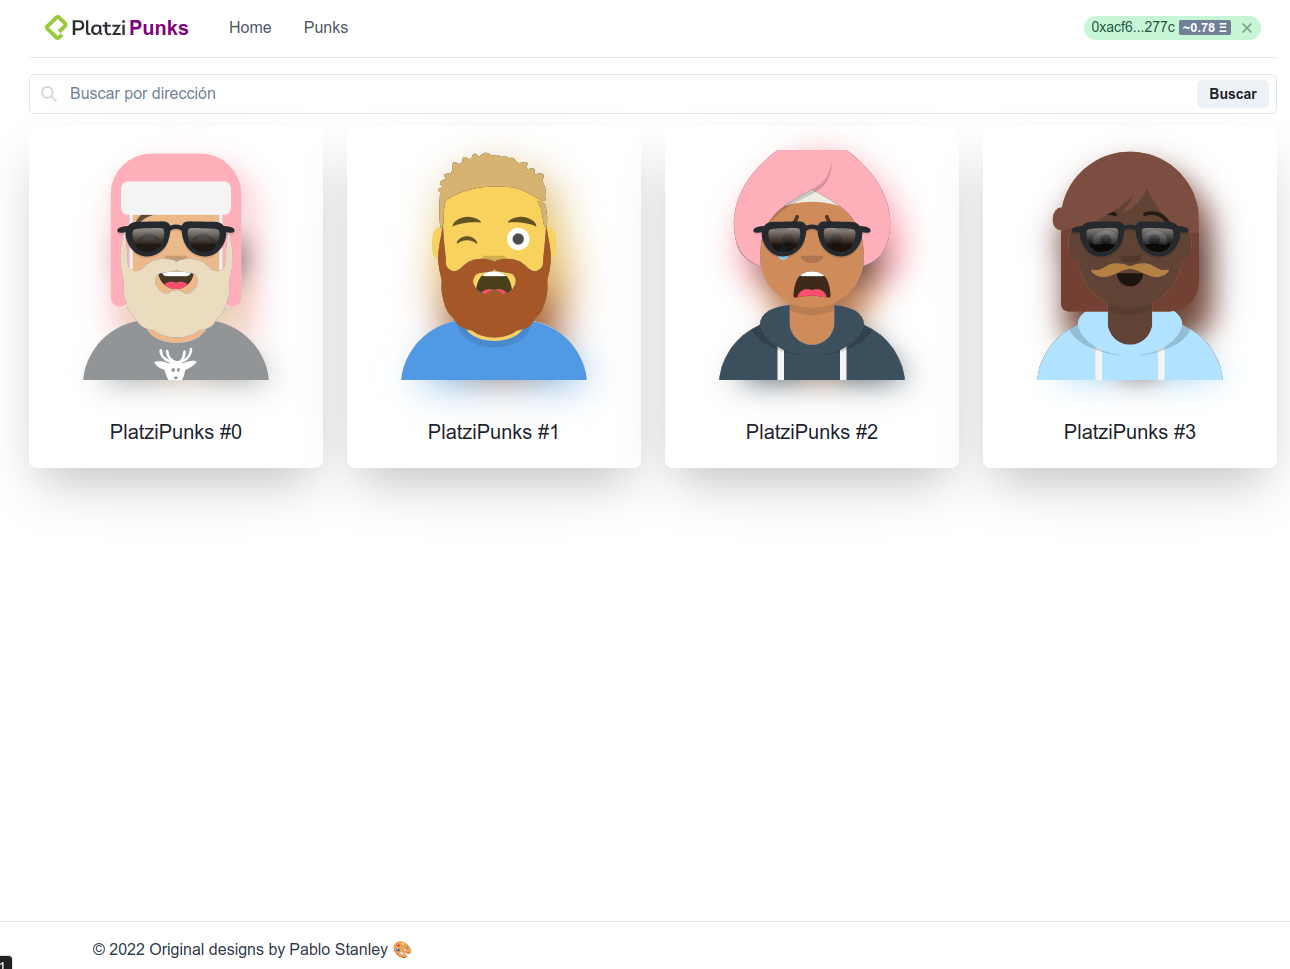 Platzi Punks Home Punks 0xacf6...277c ~0.78 Ξ
Buscar por dirección Buscar
PlatziPunks #0 PlatziPunks #1 PlatziPunks #2 PlatziPunks #3
© 2022 Original designs by Pablo Stanley 🎨
1